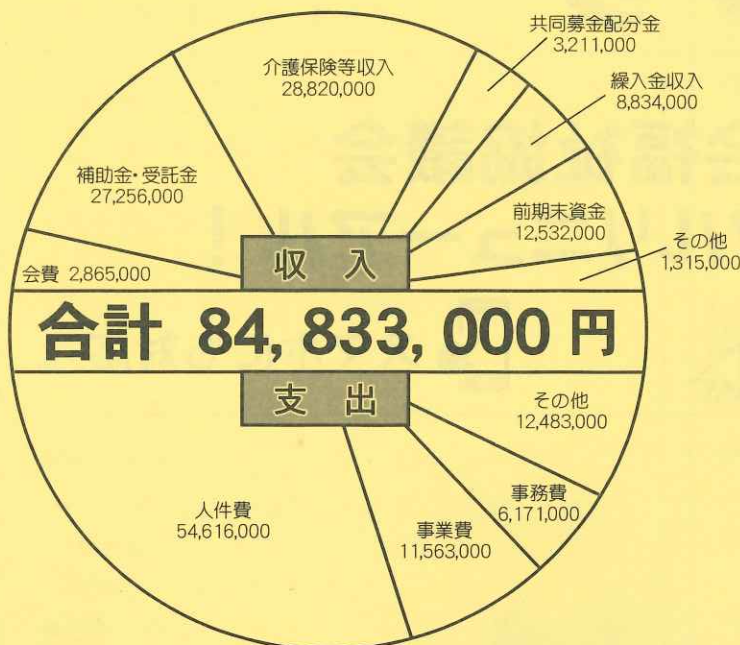 共同募金配分金
3,211,000
介護保険等収入
28,820,000
繰入金収入
8,834,000
補助金・受託金
27,256,000
前期末資金
12,532,000
その他
1,315,000
会費 2,865,000
収 入
合計 84,833,000 円
支 出
その他
12,483,000
事務費
6,171,000
人件費
54,616,000
事業費
11,563,000